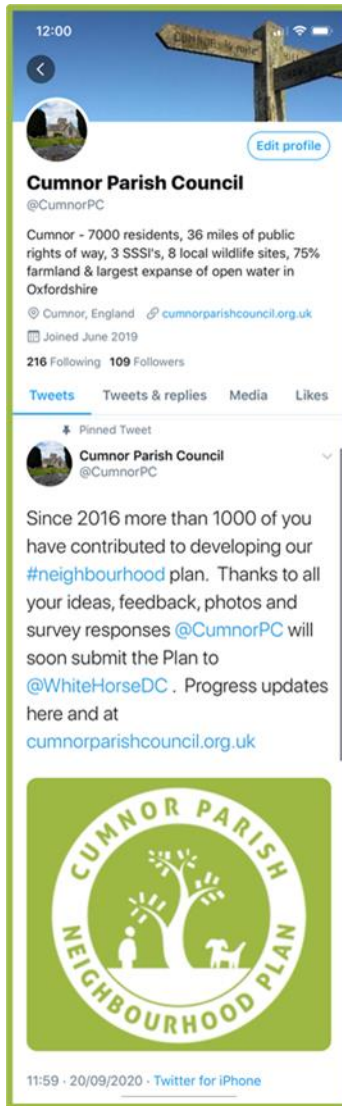 12:00
CUMNOR
Edit profile
Cumnor Parish Council
@CumnorPC
Cumnor - 7000 residents, 36 miles of public
rights of way, 3 SSSI's, 8 local wildlife sites, 75%
farmland & largest expanse of open water in
Oxfordshire
Cumnor, England cumnorparishcouncil.org.uk
Joined June 2019
216 Following 109 Followers
Tweets Tweets & replies Media Likes
Pinned Tweet
Cumnor Parish Council
@CumnorPC
Since 2016 more than 1000 of you
have contributed to developing our
#neighbourhood plan. Thanks to all
your ideas, feedback, photos and
survey responses @CumnorPC will
soon submit the Plan to
@WhiteHorseDC . Progress updates
here and at
cumnorparishcouncil.org.uk
CUMNOR PARISH
NEIGHBOURHOOD PLAN
11:59 · 20/09/2020 · Twitter for iPhone